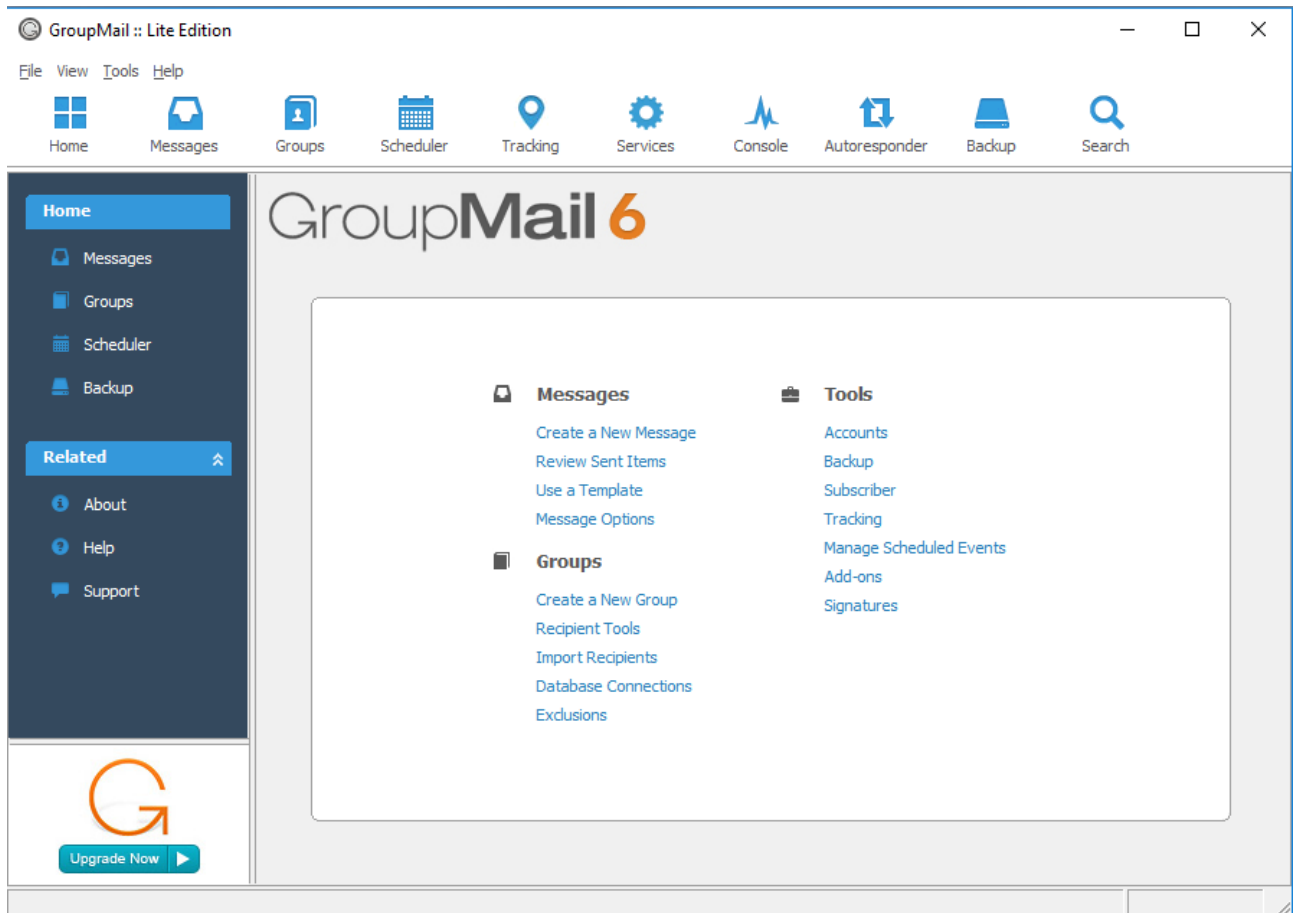 GroupMail :: Lite Edition
File View Tools Help
Home Messages Groups Scheduler Tracking Services Console Autoresponder Backup Search
Home
Messages
Groups
Scheduler
Backup
Related
About
Help
Support
Upgrade Now
GroupMail 6
Messages
Create a New Message
Review Sent Items
Use a Template
Message Options
Groups
Create a New Group
Recipient Tools
Import Recipients
Database Connections
Exclusions
Tools
Accounts
Backup
Subscriber
Tracking
Manage Scheduled Events
Add-ons
Signatures